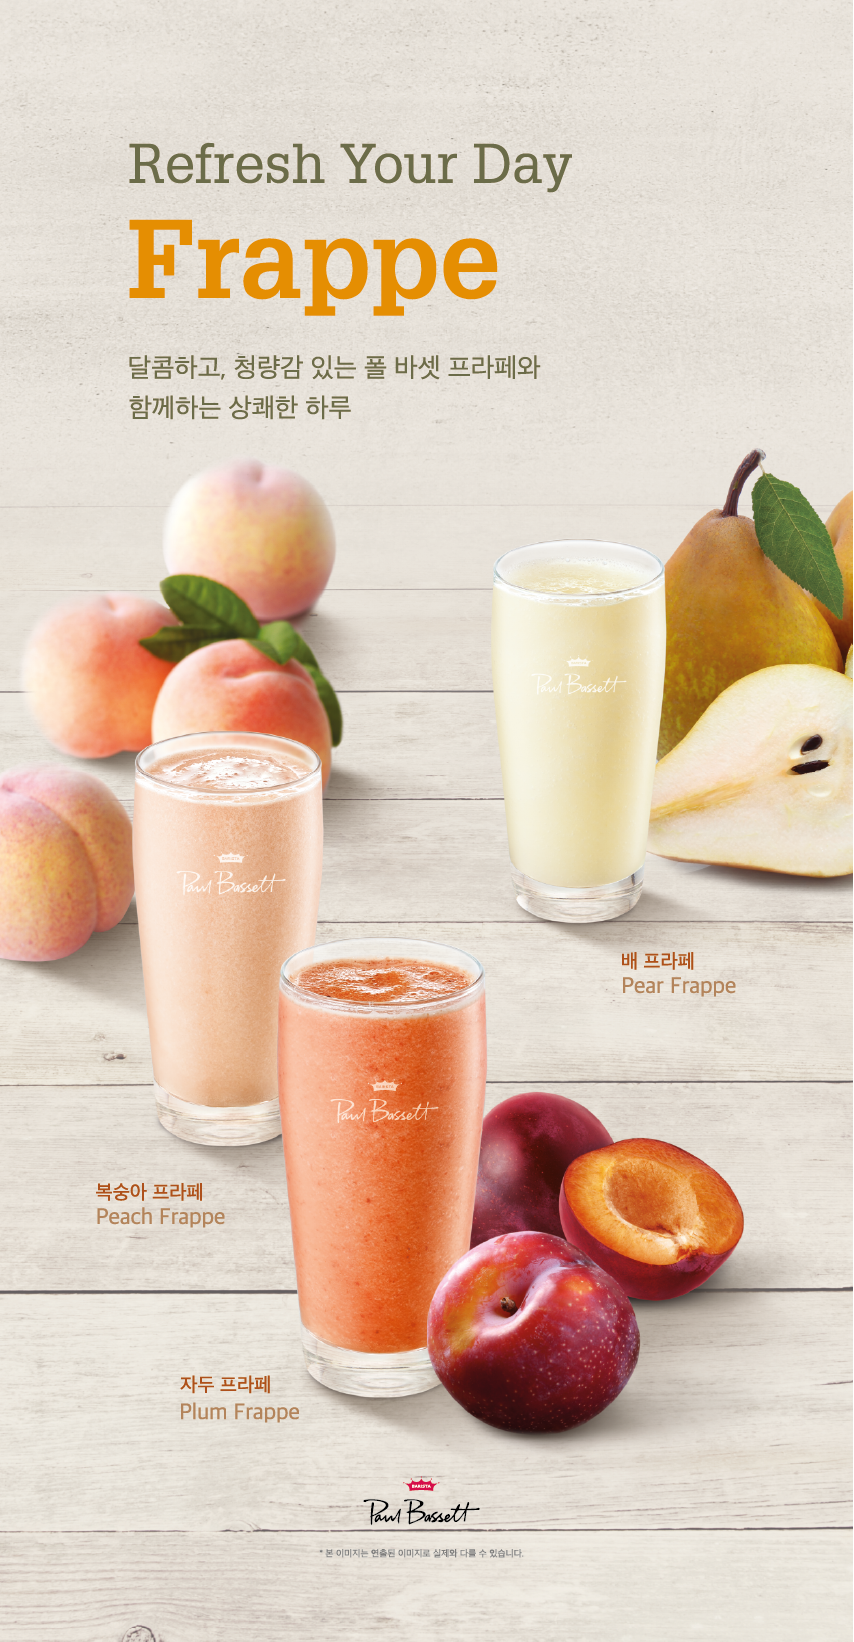 Refresh Your Day
Frappe
달콤하고, 청량감 있는 폴 바셋 프라페와
함께하는 상쾌한 하루
Paul Bassett
배 프라페
Pear Frappe
Paul Bassett
Paul Bassett
복숭아 프라페
Peach Frappe
자두 프라페
Plum Frappe
BARISTA
Paul Bassett
* 본 이미지는 연출된 이미지로 실제와 다를 수 있습니다.